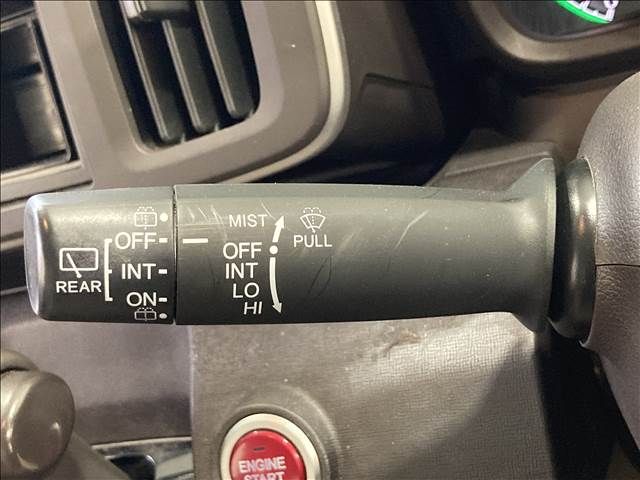 OFF
INT
ON
REAR
MIST
OFF
INT
LO
HI
PULL
ENGINE
START